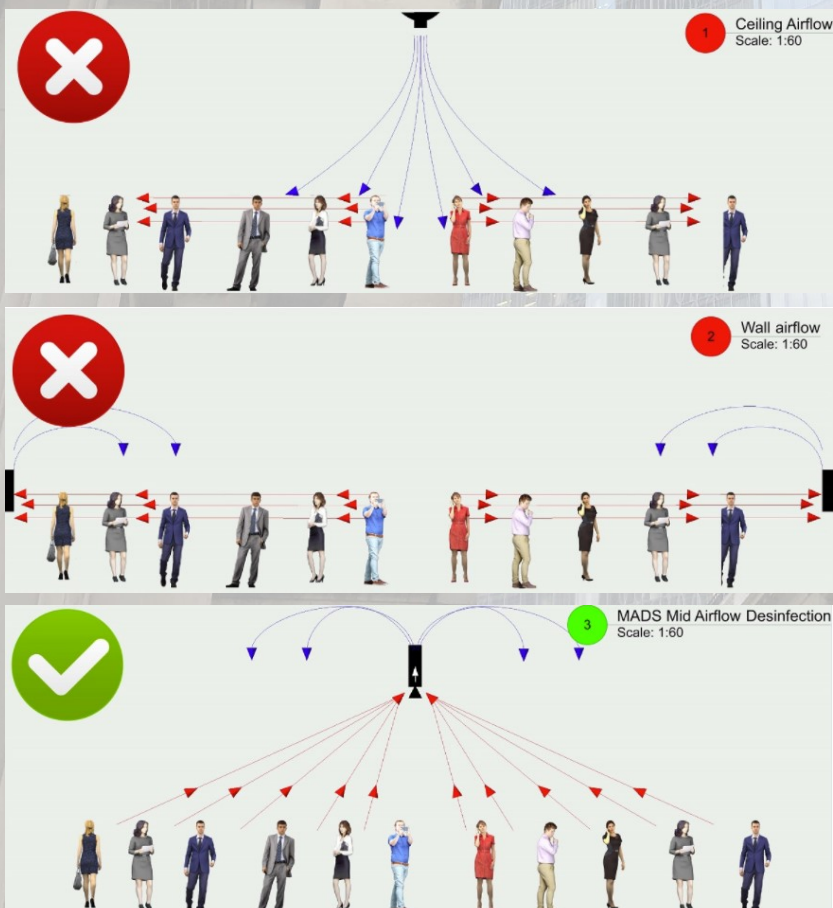 1
Ceiling Airflow
Scale: 1:60
2
Wall airflow
Scale: 1:60
3
MADS Mid Airflow Desinfection
Scale: 1:60